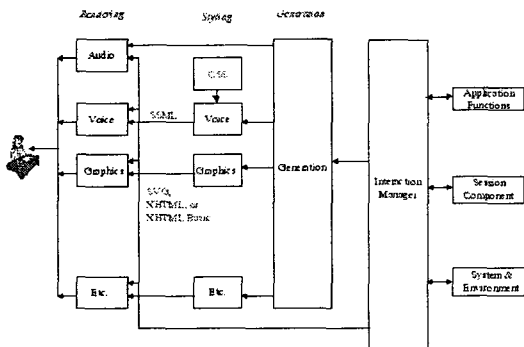 Rendering
Styling
Generation
Audio
CSS
Voice
SSML
Voice
Graphics
Graphics
SVG,
XHTML, or
XHTML Basic
Etc.
Etc.
Generation
Interaction
Manager
Application
Functions
Session
Component
System &
Environment